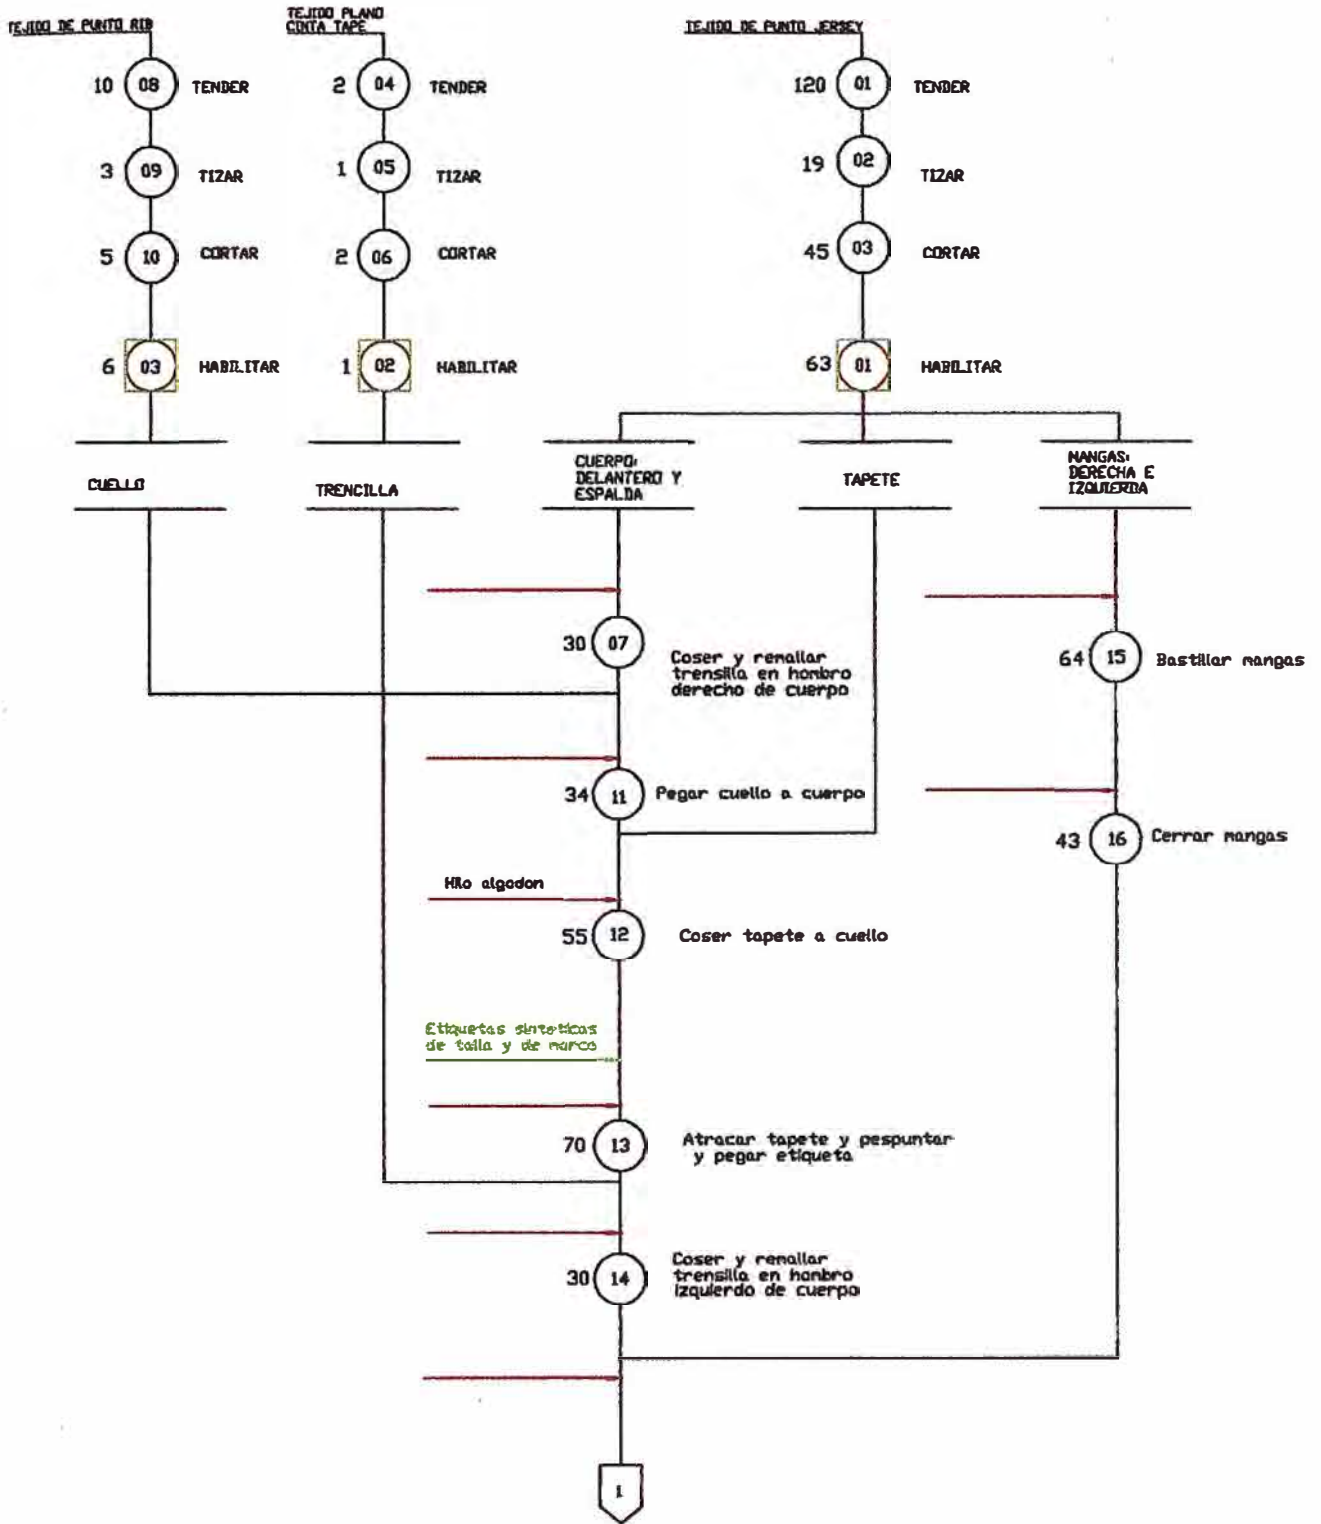 TEJIDO DE PUNTO RIB
10 08 TENDER
3 09 TIZAR
5 10 CORTAR
6 03 HABILITAR
CUELLO
TEJIDO PLANO
CINTA TAPE
2 04 TENDER
1 05 TIZAR
2 06 CORTAR
1 02 HABILITAR
TRENCILLA
TEJIDO DE PUNTO JERSEY
120 01 TENDER
19 02 TIZAR
45 03 CORTAR
63 01 HABILITAR
CUERPO:
DELANTERO Y
ESPALDA
TAPETE
MANGAS:
DERECHA E
IZQUIERDA
30 07
Coser y remallar
trensilla en hombro
derecho de cuerpo
34 11 Pegar cuello a cuerpo
Hilo algodon
55 12 Coser tapete a cuello
Etiquetas sinteticas
de talla y de marca
70 13
Atracar tapete y pespuntar
y pegar etiqueta
30 14
Coser y remallar
trensilla en hombro
izquierdo de cuerpo
64 15 Bastillar mangas
43 16 Cerrar mangas
1